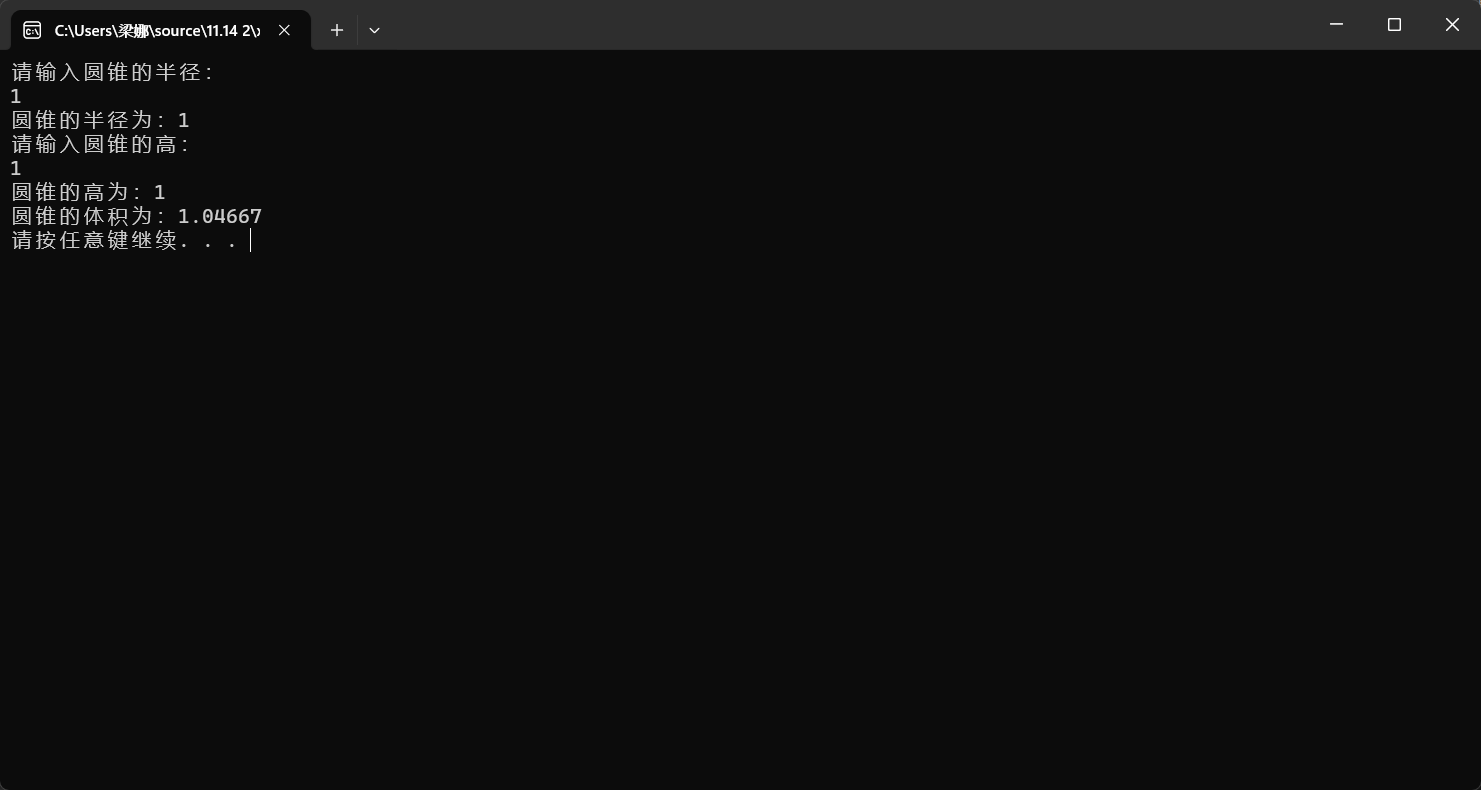 C:\Users\梁娜\source\11.14 2\x
请输入圆锥的半径：
1
圆锥的半径为：1
请输入圆锥的高：
1
圆锥的高为：1
圆锥的体积为：1.04667
请按任意键继续. . .